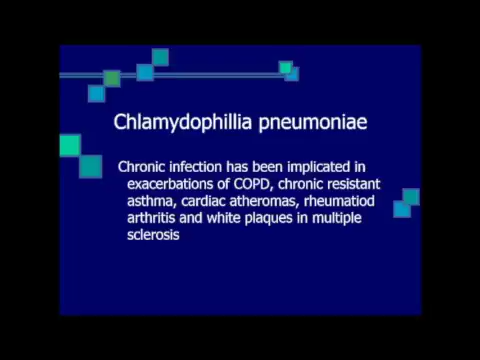 Chlamydophillia pneumoniae
Chronic infection has been implicated in
exacerbations of COPD, chronic resistant
asthma, cardiac atheromas, rheumatiod
arthritis and white plaques in multiple
sclerosis